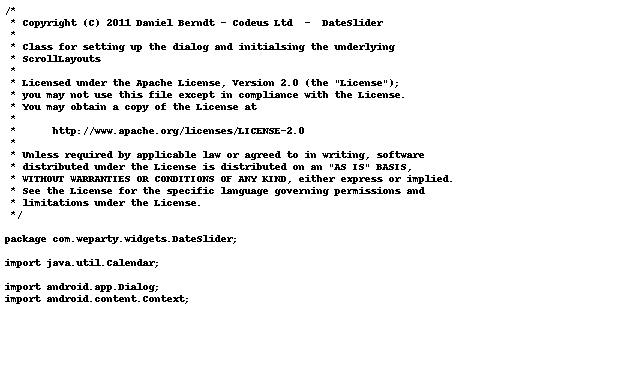 /*
 * Copyright (C) 2011 Daniel Berndt - Codeus Ltd  -  DateSlider
 *
 * Class for setting up the dialog and initialsing the underlying
 * ScrollLayouts
 *
 * Licensed under the Apache License, Version 2.0 (the "License");
 * you may not use this file except in compliance with the License.
 * You may obtain a copy of the License at
 *
 *      http://www.apache.org/licenses/LICENSE-2.0
 *
 * Unless required by applicable law or agreed to in writing, software
 * distributed under the License is distributed on an "AS IS" BASIS,
 * WITHOUT WARRANTIES OR CONDITIONS OF ANY KIND, either express or implied.
 * See the License for the specific language governing permissions and
 * limitations under the License.
 */

package com.weparty.widgets.DateSlider;

import java.util.Calendar;

import android.app.Dialog;
import android.content.Context;